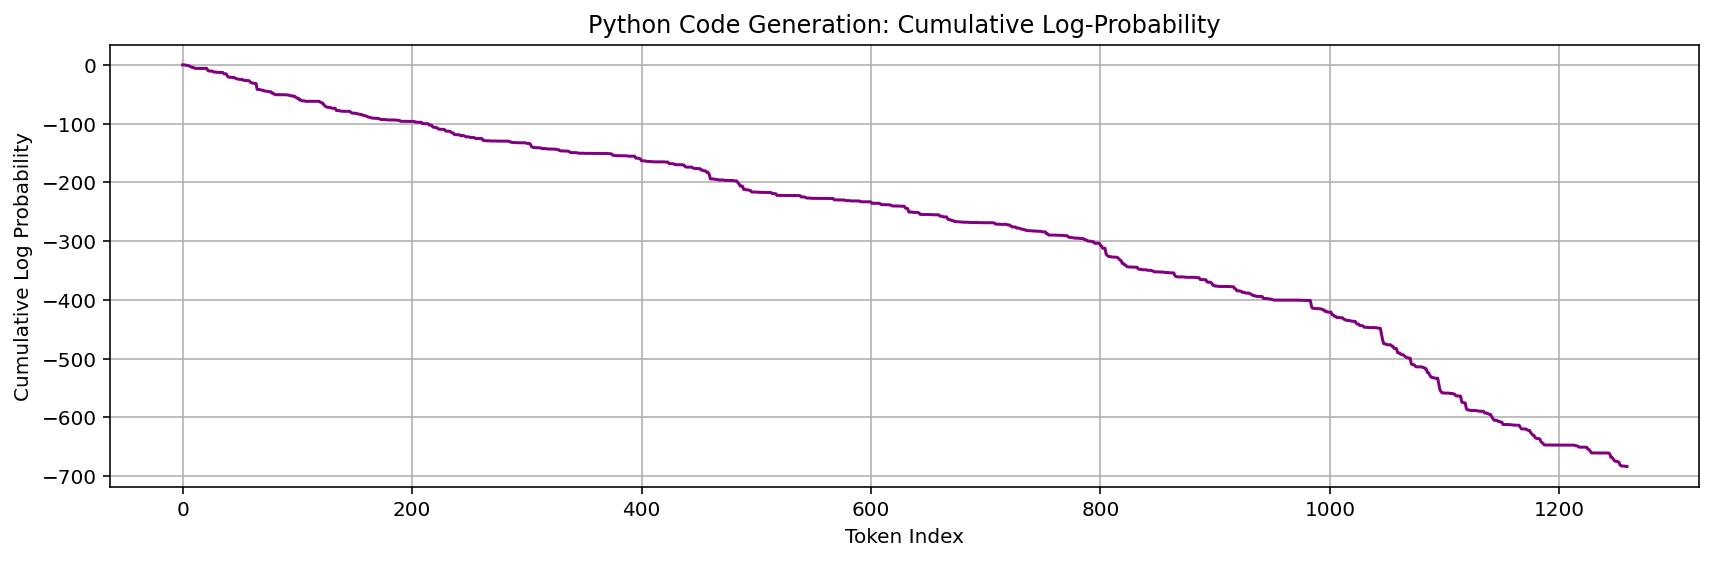 Python Code Generation: Cumulative Log-Probability
Cumulative Log Probability
0
−100
−200
−300
−400
−500
−600
−700
0 200 400 600 800 1000 1200
Token Index